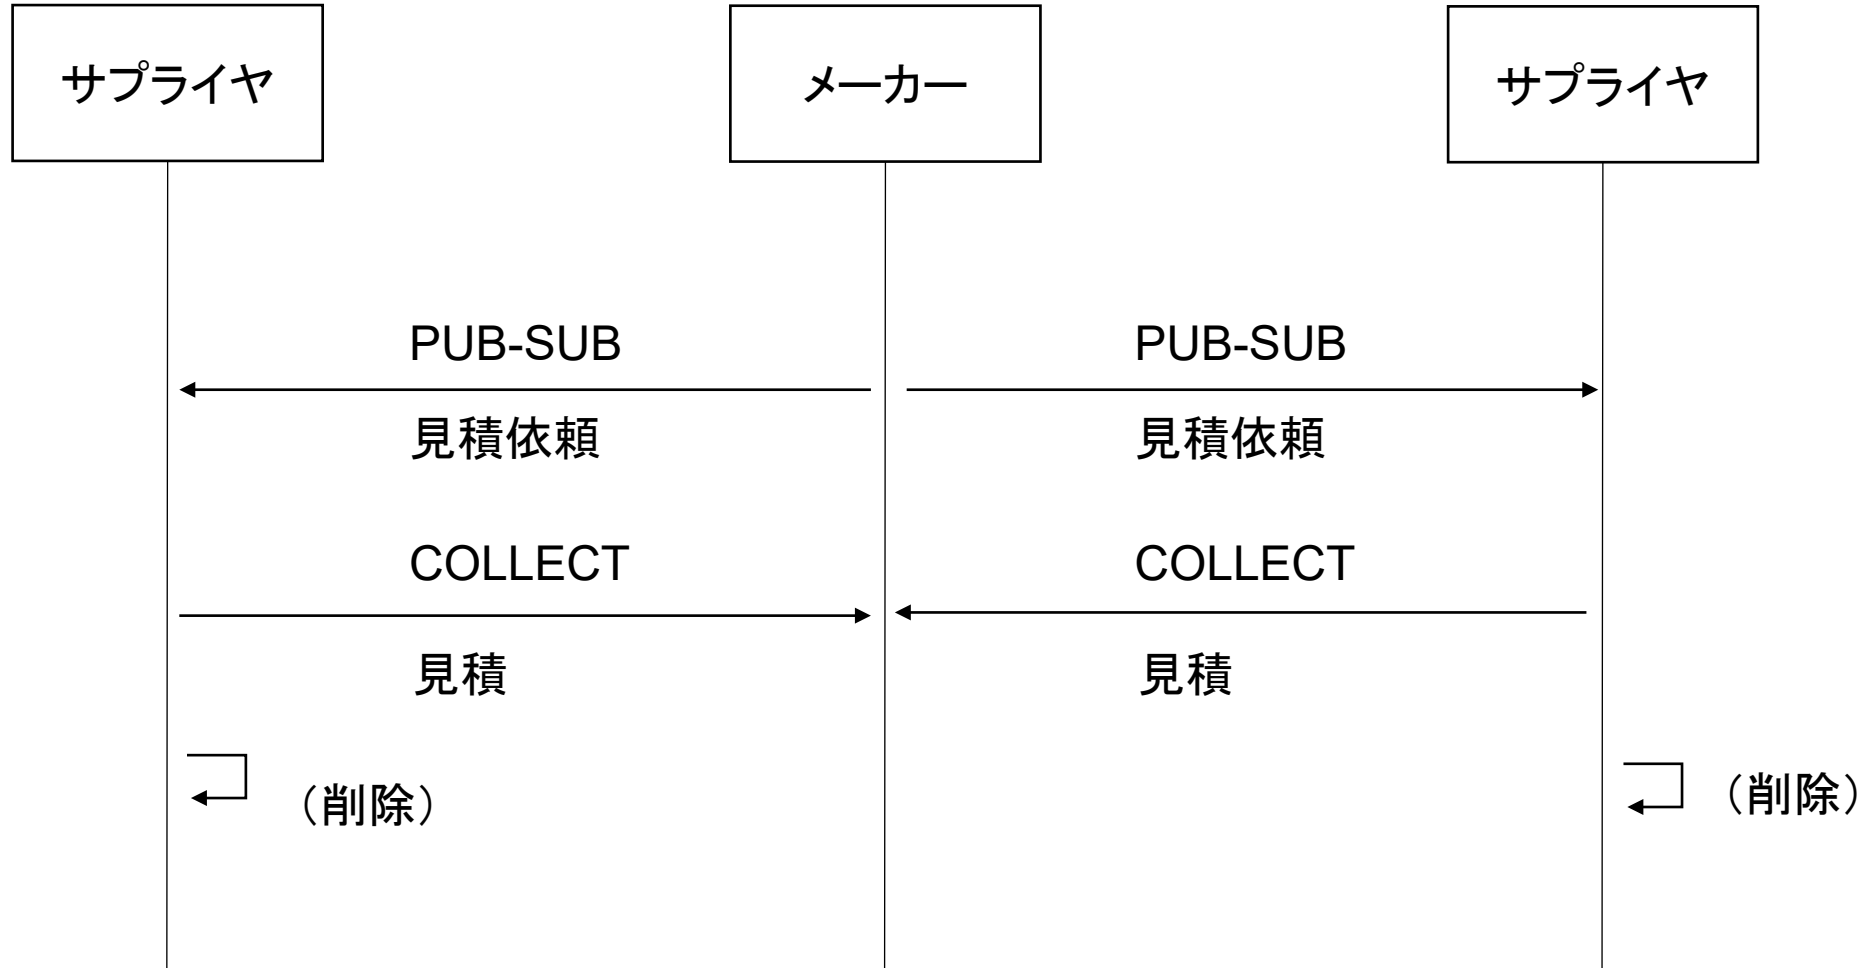 サプライヤ
メーカー
サプライヤ
PUB-SUB
PUB-SUB
見積依頼
見積依頼
COLLECT
COLLECT
見積
見積
（削除）
（削除）